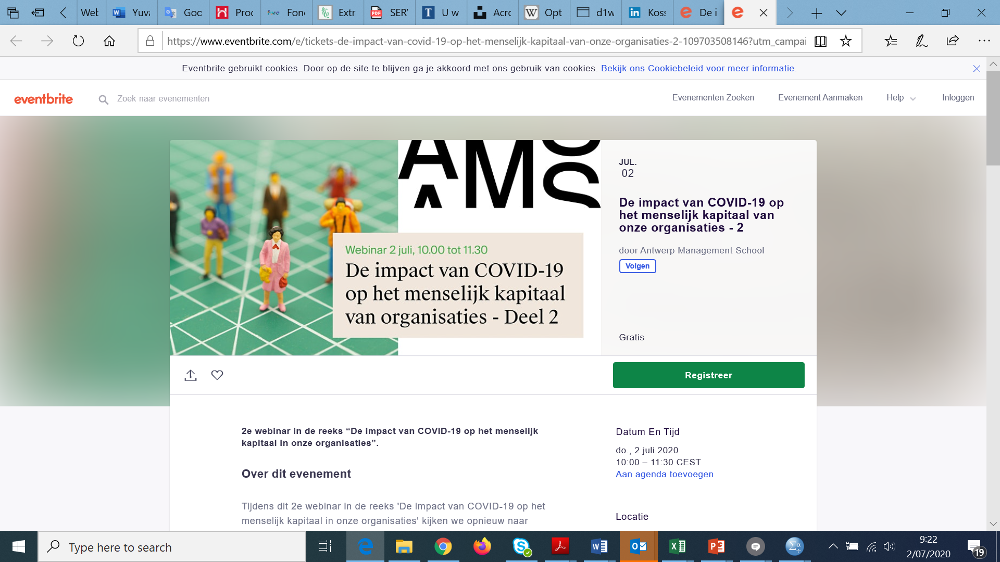 Web
Yuva
Goo
Proc
Fon
Extr
SER
U w
Acro
Opt
d1w
Koss
De i
https://www.eventbrite.com/e/tickets-de-impact-van-covid-19-op-het-menselijk-kapitaal-van-onze-organisaties-2-109703508146?utm_campai
Eventbrite gebruikt cookies. Door op de site te blijven ga je akkoord met ons gebruik van cookies. Bekijk ons Cookiebeleid voor meer informatie.
eventbrite
Zoek naar evenementen
Evenementen Zoeken
Evenement Aanmaken
Help
Inloggen
AMS
Webinar 2 juli, 10.00 tot 11.30
De impact van COVID-19
op het menselijk kapitaal
van organisaties - Deel 2
JUL.
02
De impact van COVID-19 op
het menselijk kapitaal van
onze organisaties - 2
door Antwerp Management School
Volgen
Gratis
Registreer
2e webinar in de reeks “De impact van COVID-19 op het menselijk
kapitaal in onze organisaties”.
Over dit evenement
Tijdens dit 2e webinar in de reeks 'De impact van COVID-19 op het
menselijk kapitaal in onze organisaties' kijken we opnieuw naar
Datum En Tijd
do., 2 juli 2020
10:00 – 11:30 CEST
Aan agenda toevoegen
Locatie
Type here to search
9:22
2/07/2020
19